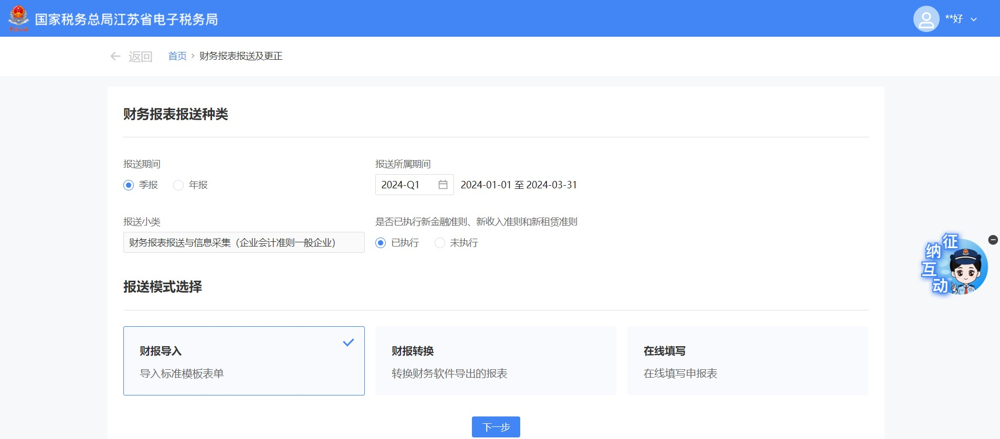 国家税务总局江苏省电子税务局
**好
返回 首页 > 财务报表报送及更正
财务报表报送种类
报送期间
季报 年报
报送所属期间
2024-Q1 2024-01-01 至 2024-03-31
报送小类
财务报表报送与信息采集（企业会计准则一般企业）
是否已执行新金融准则、新收入准则和新租赁准则
已执行 未执行
征
纳
互
动
报送模式选择
财报导入
导入标准模板表单
财报转换
转换财务软件导出的报表
在线填写
在线填写申报表
下一步